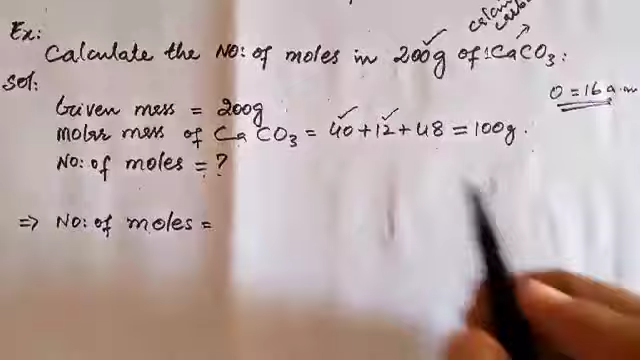 Ex:
Calculate the NO: of moles in 200g of CaCO3.
Sol:
O = 16 a.m
Given mass = 200g
Molar mass of CaCO3 = 40+12+48 = 100g.
NO: of moles = ?
⇒ NO: of moles =